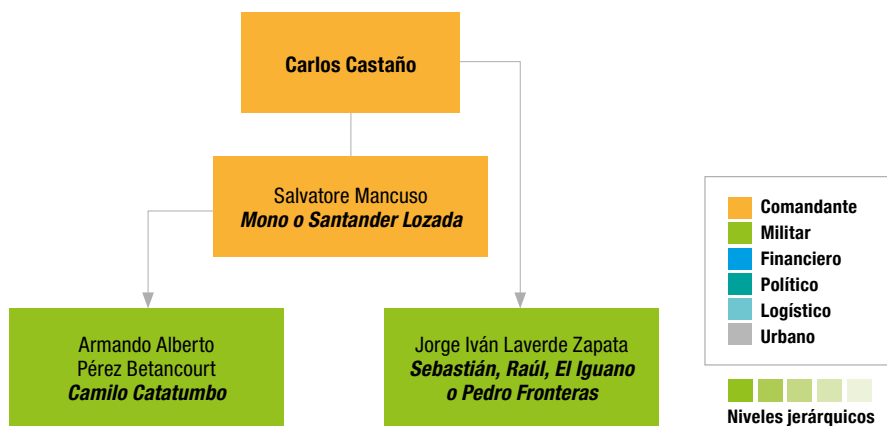 Carlos Castaño
Salvatore Mancuso
Mono o Santander Lozada
Armando Alberto
Pérez Betancourt
Camilo Catatumbo
Jorge Iván Laverde Zapata
Sebastián, Raúl, El Iguano
o Pedro Fronteras
Comandante
Militar
Financiero
Político
Logístico
Urbano
Niveles jerárquicos